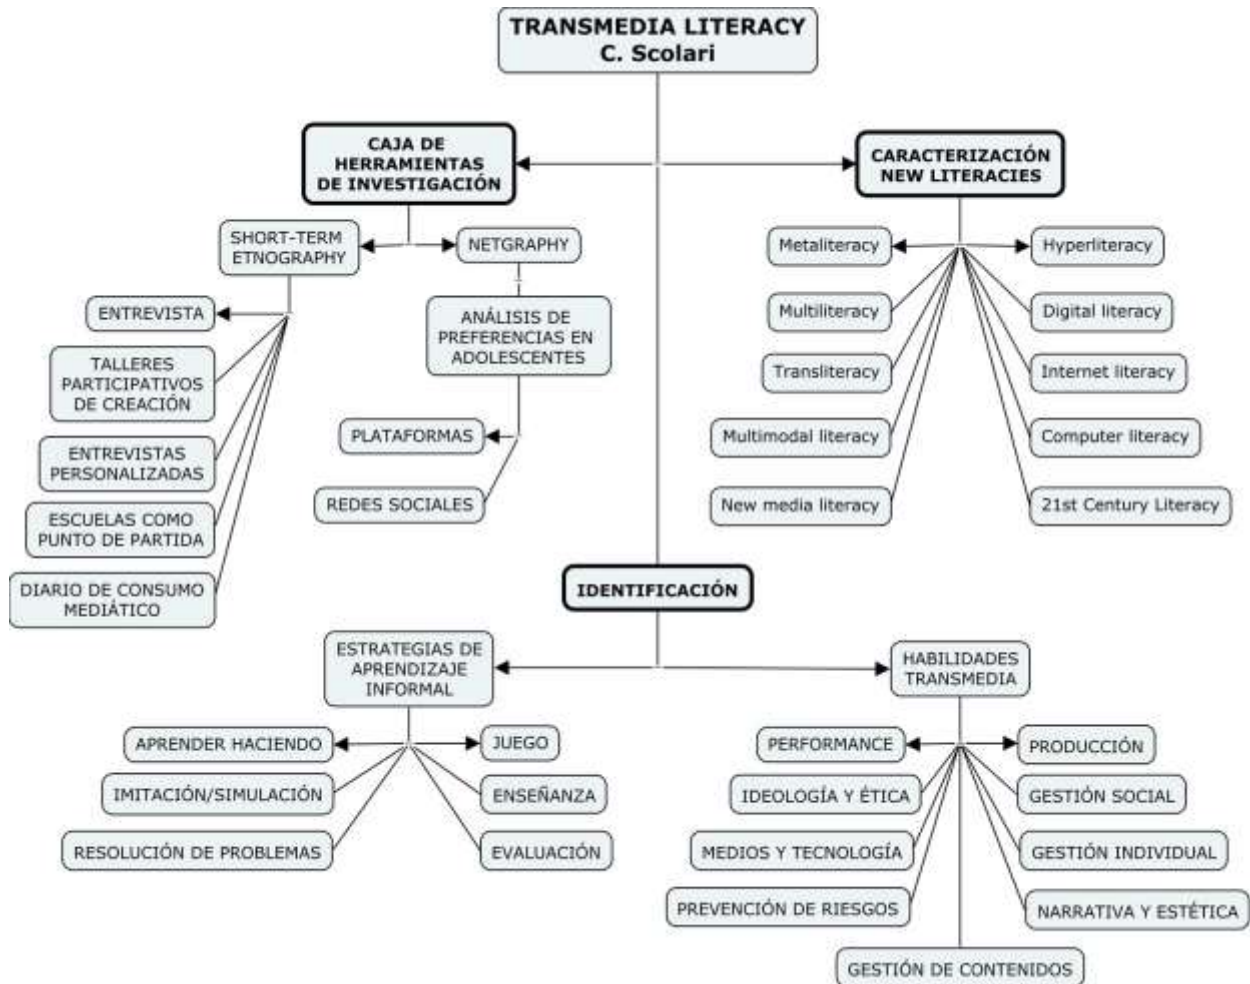 TRANSMEDIA LITERACY
C. Scolari
CAJA DE
HERRAMIENTAS
DE INVESTIGACIÓN
CARACTERIZACIÓN
NEW LITERACIES
SHORT-TERM
ETNOGRAPHY
NETGRAPHY
ENTREVISTA
TALLERES
PARTICIPATIVOS
DE CREACIÓN
ENTREVISTAS
PERSONALIZADAS
ESCUELAS COMO
PUNTO DE PARTIDA
DIARIO DE CONSUMO
MEDIÁTICO
ANÁLISIS DE
PREFERENCIAS EN
ADOLESCENTES
PLATAFORMAS
REDES SOCIALES
Metaliteracy
Hyperliteracy
Multiliteracy
Digital literacy
Transliteracy
Internet literacy
Multimodal literacy
Computer literacy
New media literacy
21st Century Literacy
IDENTIFICACIÓN
ESTRATEGIAS DE
APRENDIZAJE
INFORMAL
HABILIDADES
TRANSMEDIA
APRENDER HACIENDO
JUEGO
IMITACIÓN/SIMULACIÓN
ENSEÑANZA
RESOLUCIÓN DE PROBLEMAS
EVALUACIÓN
PERFORMANCE
PRODUCCIÓN
IDEOLOGÍA Y ÉTICA
GESTIÓN SOCIAL
MEDIOS Y TECNOLOGÍA
GESTIÓN INDIVIDUAL
PREVENCIÓN DE RIESGOS
NARRATIVA Y ESTÉTICA
GESTIÓN DE CONTENIDOS